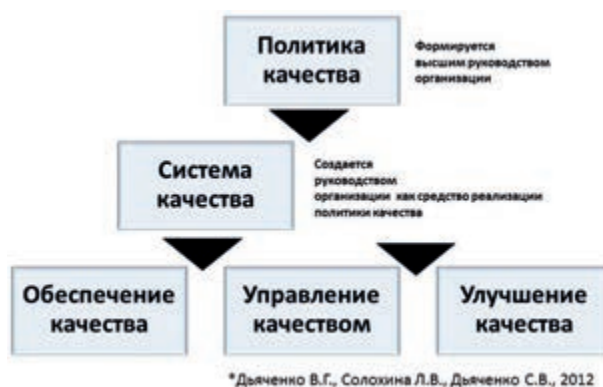 Политика
качества
Формируется
высшим руководством
организации
Система
качества
Создается
руководством
организации как средство реализации
политики качества
Обеспечение
качества
Управление
качеством
Улучшение
качества
*Дьяченко В.Г., Солохина Л.В., Дьяченко С.В., 2012